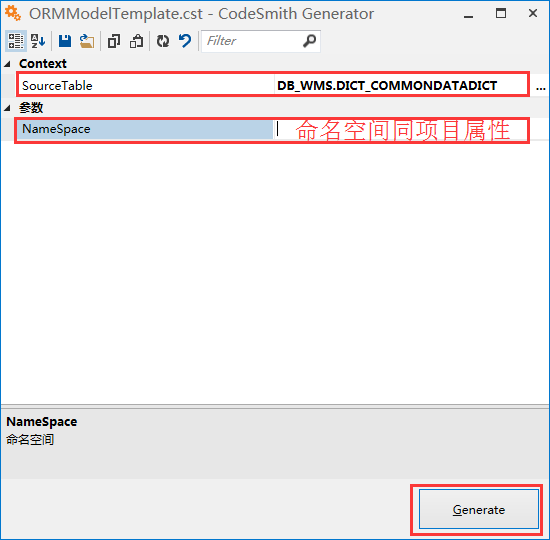 ORMModelTemplate.cst - CodeSmith Generator
Filter
Context
SourceTable DB_WMS.DICT_COMMONDATADICT ...
参数
NameSpace 命名空间同项目属性
NameSpace
命名空间
Generate